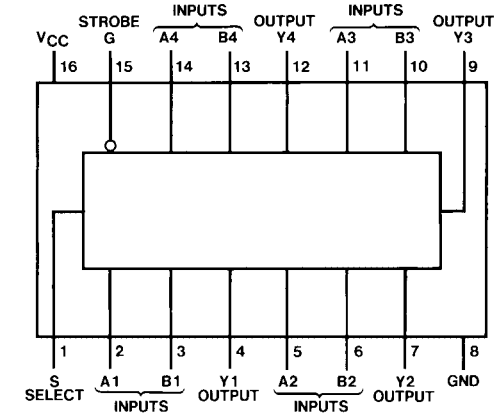 INPUTS INPUTS
STROBE OUTPUT OUTPUT
VCC G A4 B4 Y4 A3 B3 Y3
16 15 14 13 12 11 10 9
1 2 3 4 5 6 7 8
S A1 B1 Y1 A2 B2 Y2 GND
SELECT OUTPUT OUTPUT
INPUTS INPUTS